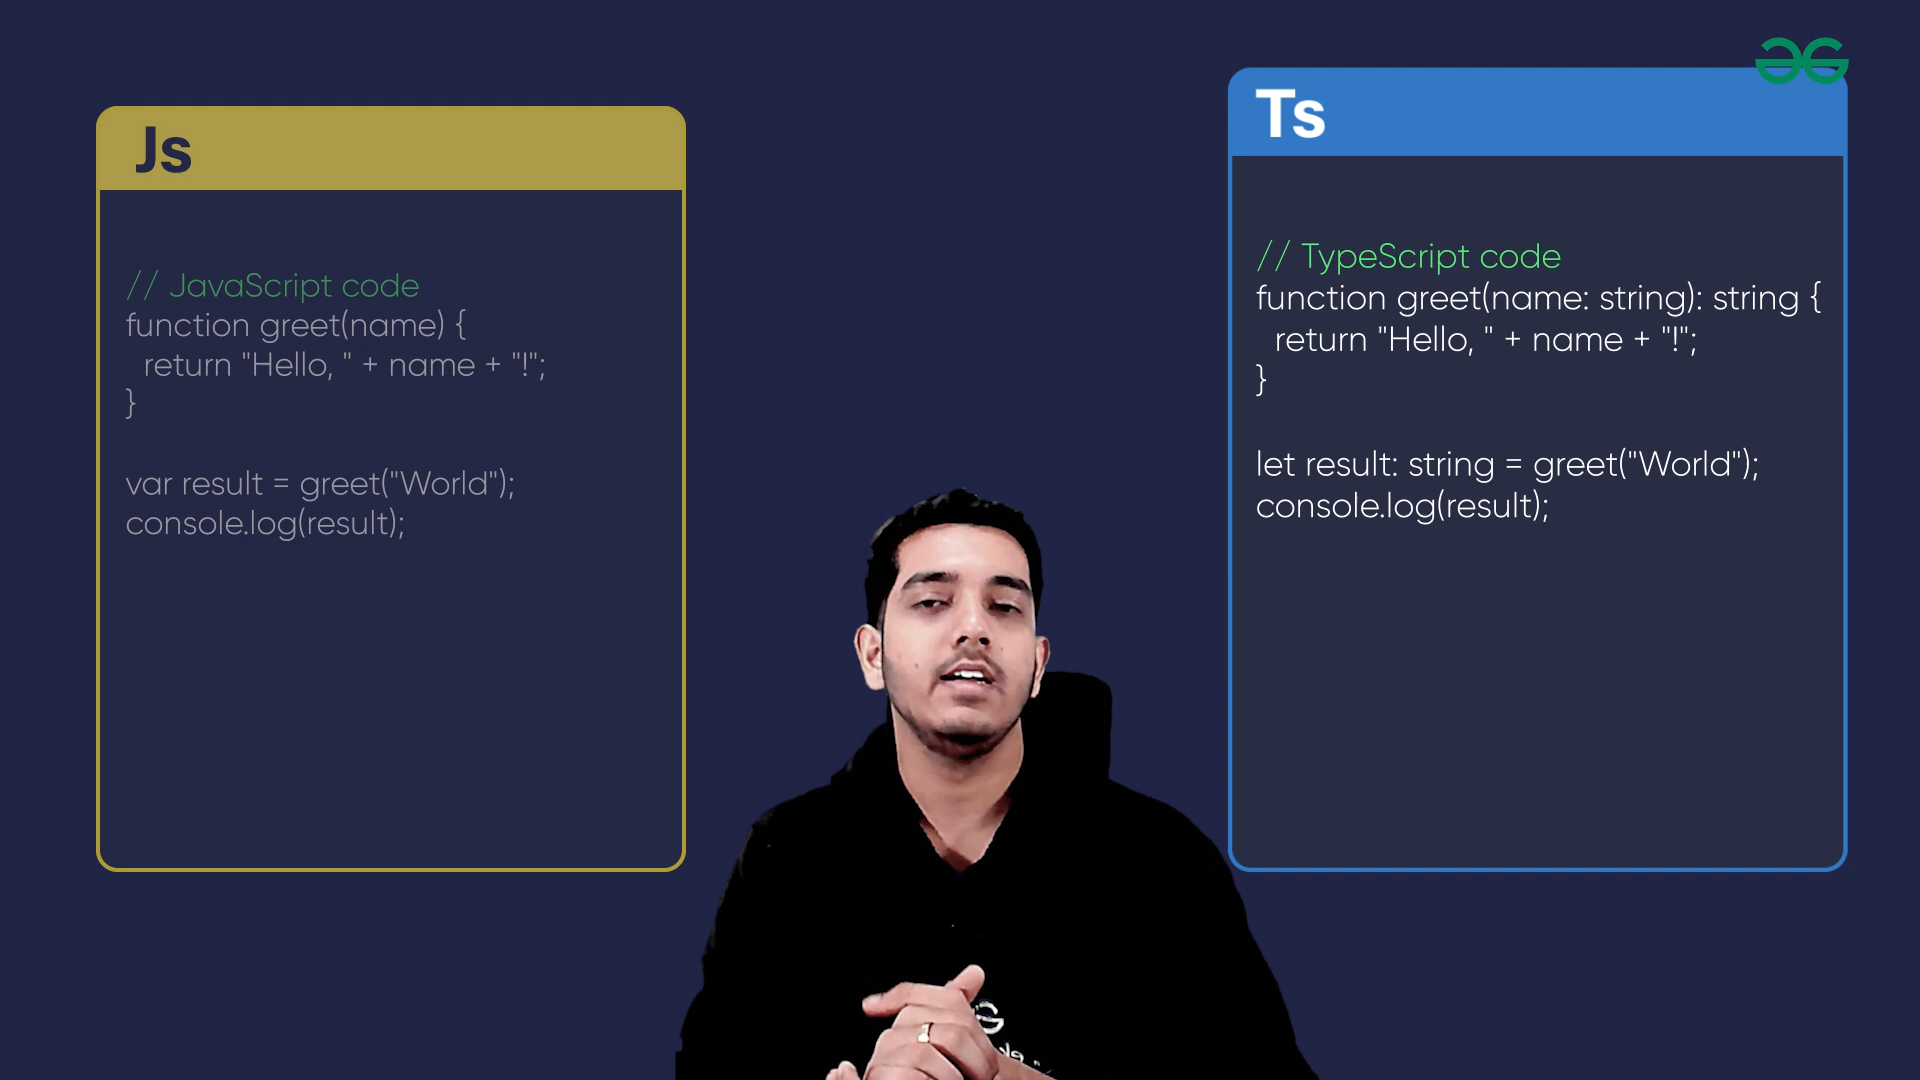 Js
// JavaScript code
function greet(name) {
return "Hello, " + name + "!";
}
var result = greet("World");
console.log(result);
Ts
// TypeScript code
function greet(name: string): string {
return "Hello, " + name + "!";
}
let result: string = greet("World");
console.log(result);